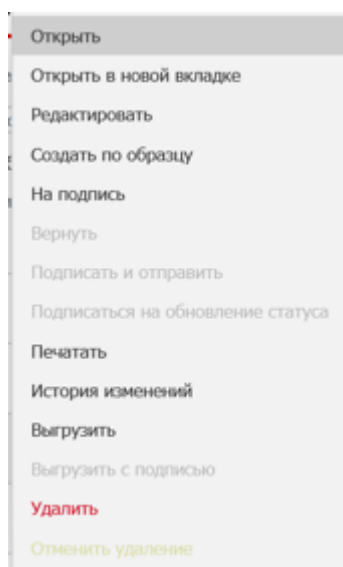 Открыть
Открыть в новой вкладке
Редактировать
Создать по образцу
На подпись
Вернуть
Подписать и отправить
Подписаться на обновление статуса
Печатать
История изменений
Выгрузить
Выгрузить с подписью
Удалить
Отменить удаление